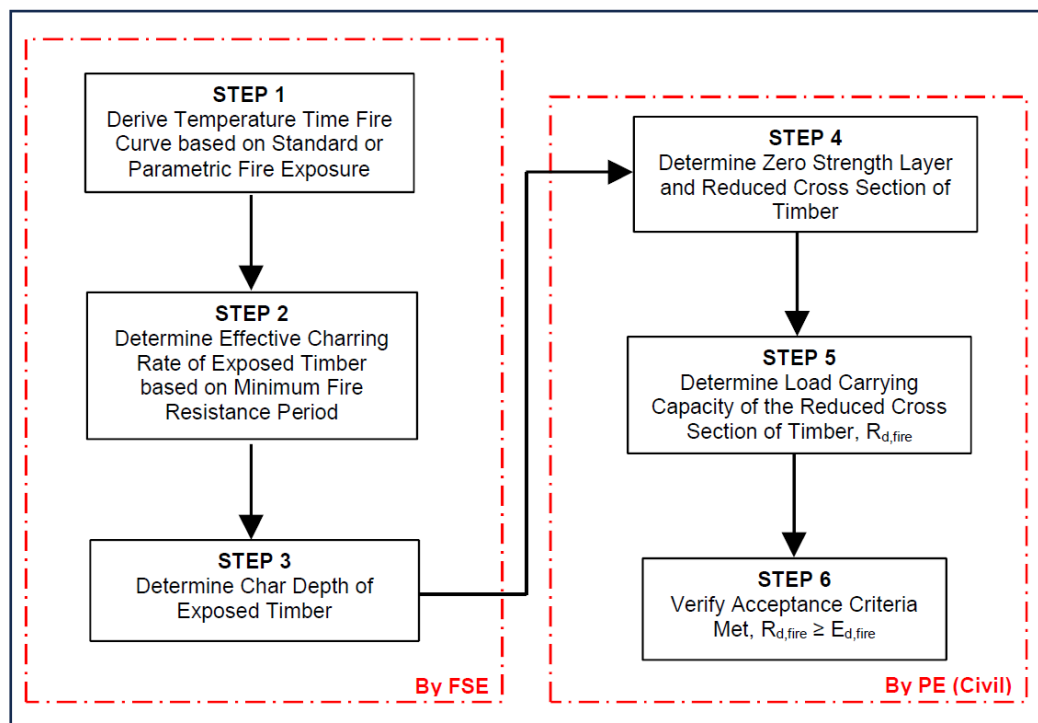 STEP 1
Derive Temperature Time Fire
Curve based on Standard or
Parametric Fire Exposure
STEP 2
Determine Effective Charring
Rate of Exposed Timber
based on Minimum Fire
Resistance Period
STEP 3
Determine Char Depth of
Exposed Timber
By FSE
STEP 4
Determine Zero Strength Layer
and Reduced Cross Section of
Timber
STEP 5
Determine Load Carrying
Capacity of the Reduced Cross
Section of Timber, Rd,fire
STEP 6
Verify Acceptance Criteria
Met, Rd,fire ≥ Ed,fire
By PE (Civil)